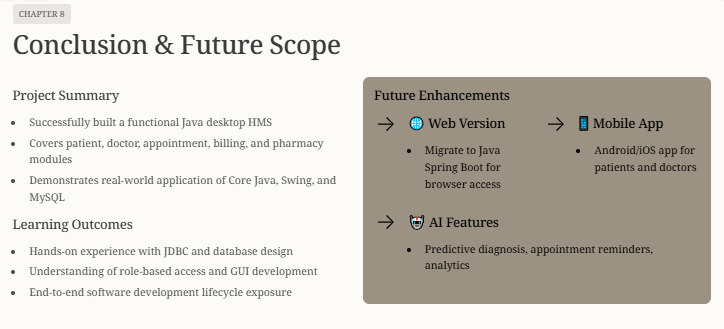 CHAPTER 8
Conclusion & Future Scope
Project Summary
Successfully built a functional Java desktop HMS
Covers patient, doctor, appointment, billing, and pharmacy
modules
Demonstrates real-world application of Core Java, Swing, and
MySQL
Learning Outcomes
Hands-on experience with JDBC and database design
Understanding of role-based access and GUI development
End-to-end software development lifecycle exposure
Future Enhancements
Web Version
Migrate to Java
Spring Boot for
browser access
Mobile App
Android/iOS app for
patients and doctors
AI Features
Predictive diagnosis, appointment reminders,
analytics